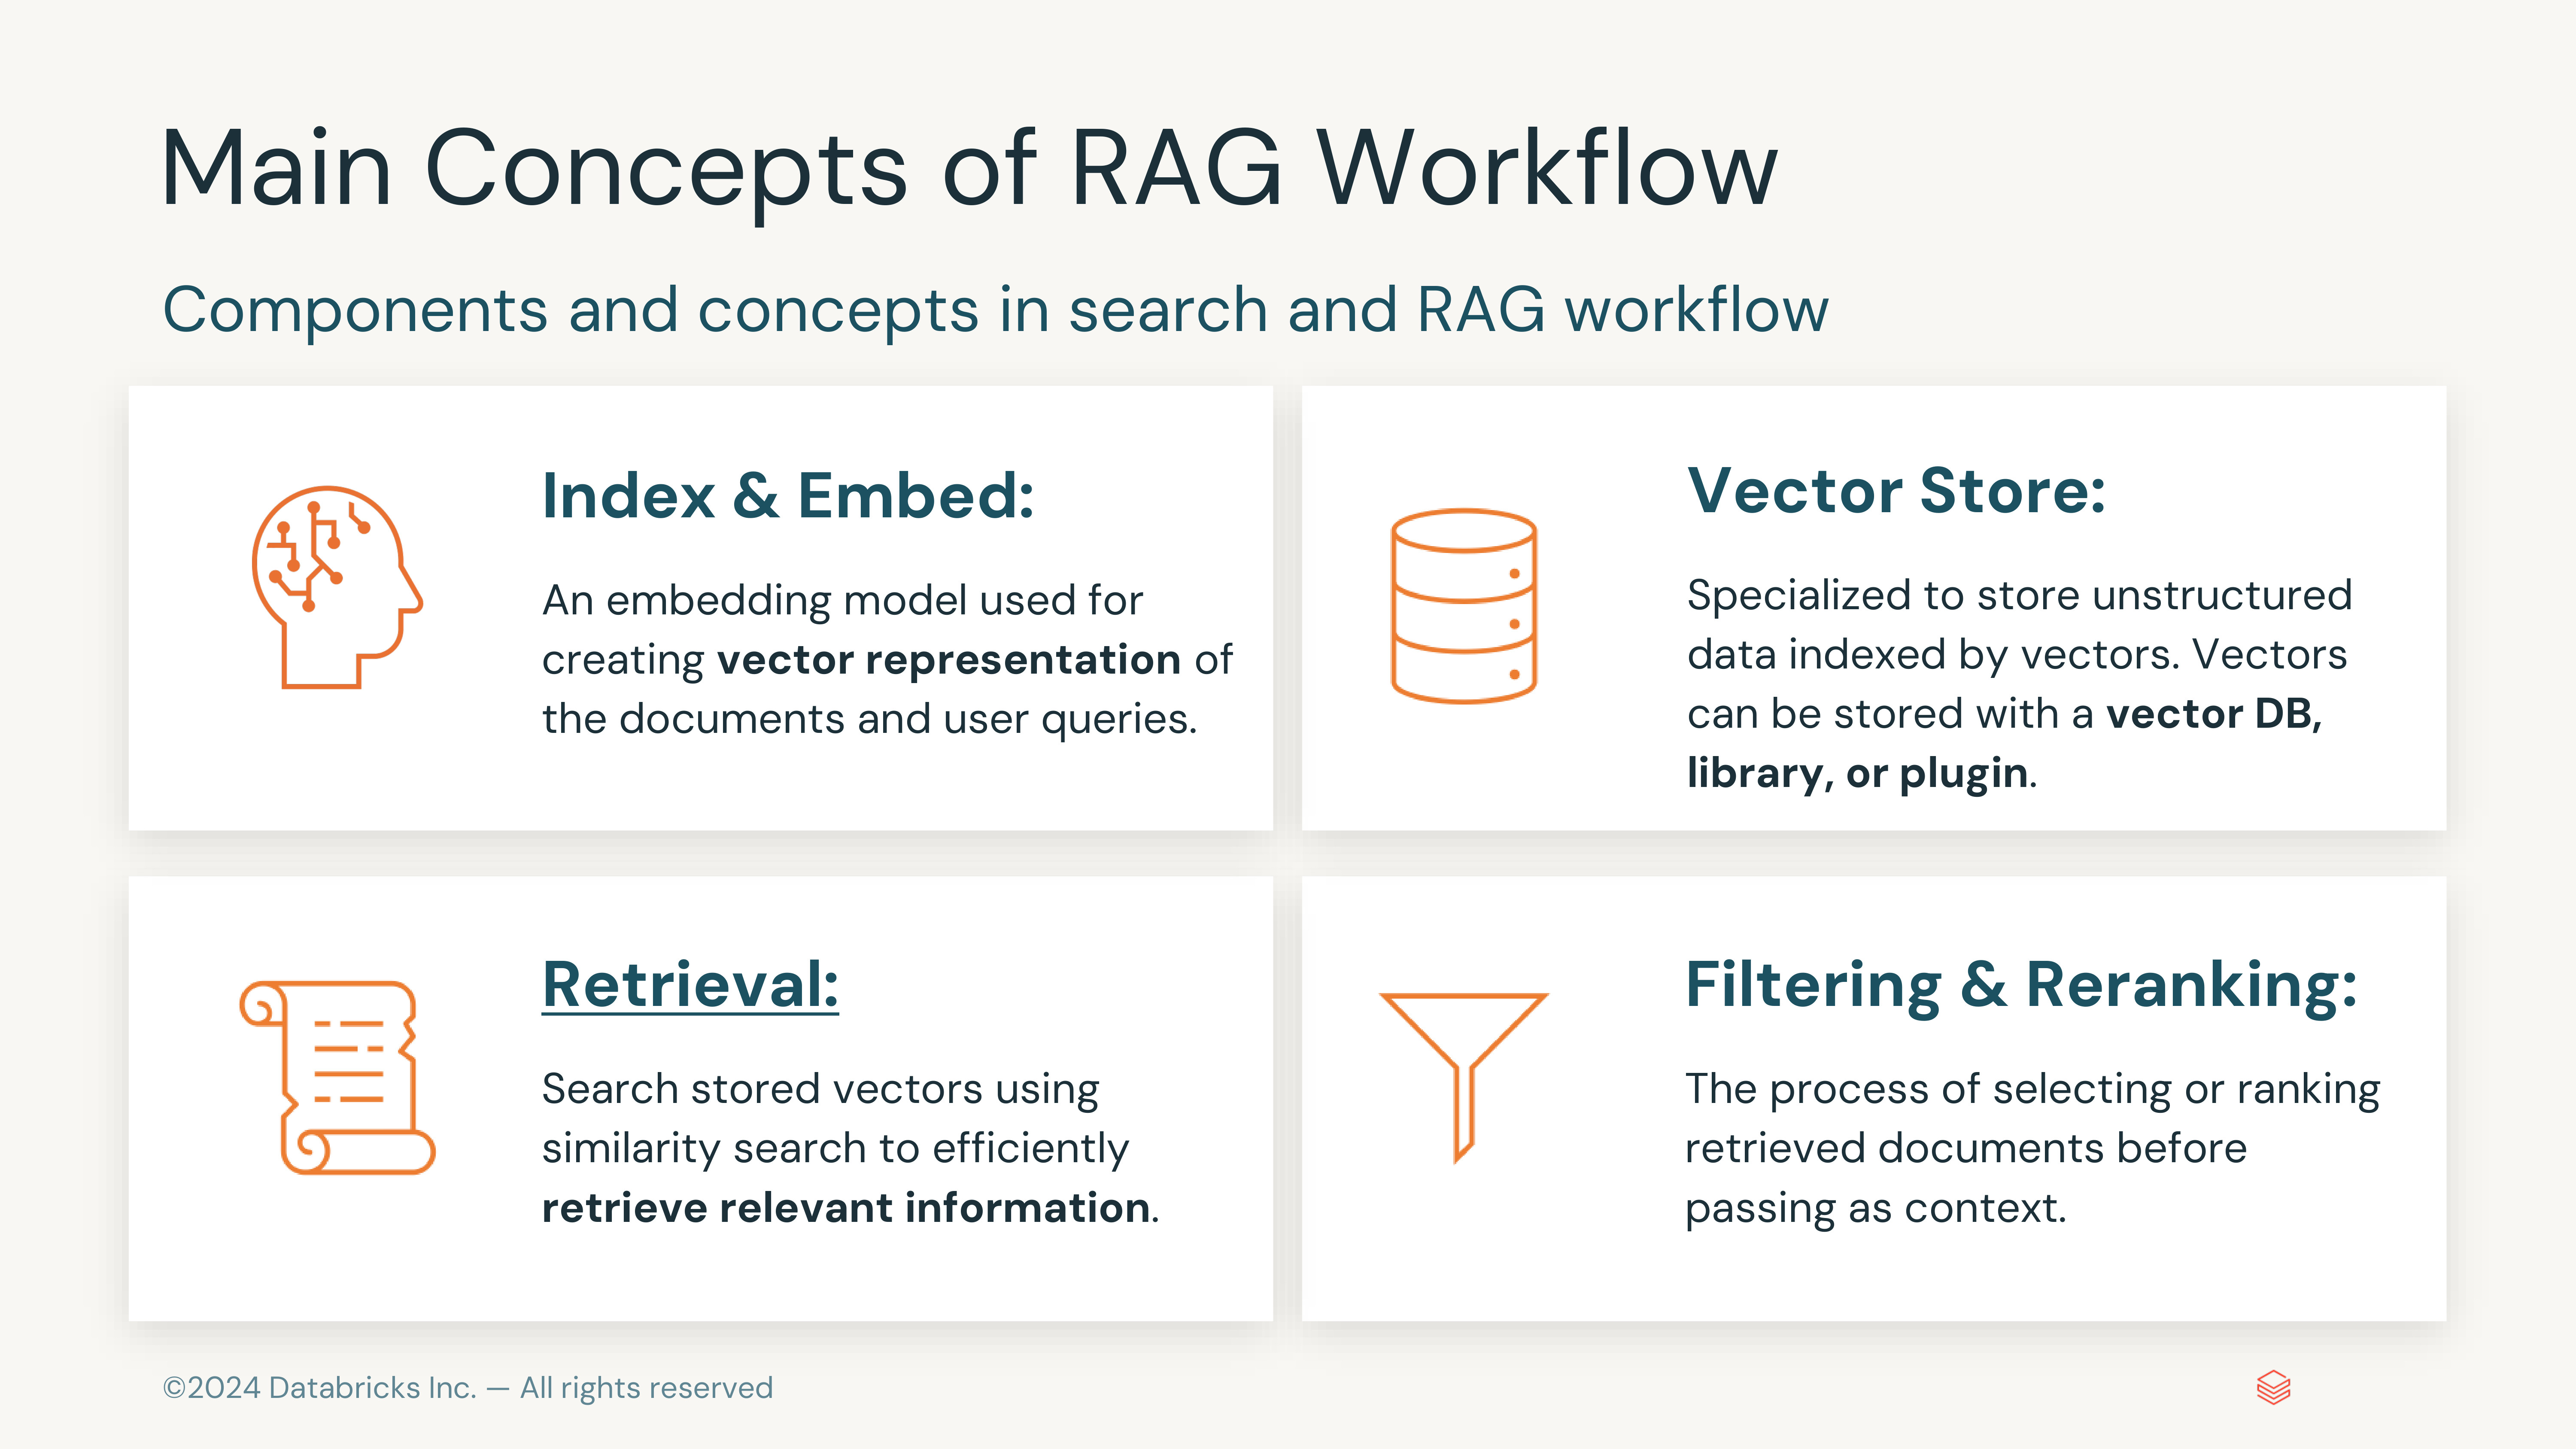 Main Concepts of RAG Workflow
Components and concepts in search and RAG workflow
Index & Embed:
An embedding model used for
creating vector representation of
the documents and user queries.
Vector Store:
Specialized to store unstructured
data indexed by vectors. Vectors
can be stored with a vector DB,
library, or plugin.
Retrieval:
Search stored vectors using
similarity search to efficiently
retrieve relevant information.
Filtering & Reranking:
The process of selecting or ranking
retrieved documents before
passing as context.
©2024 Databricks Inc. — All rights reserved